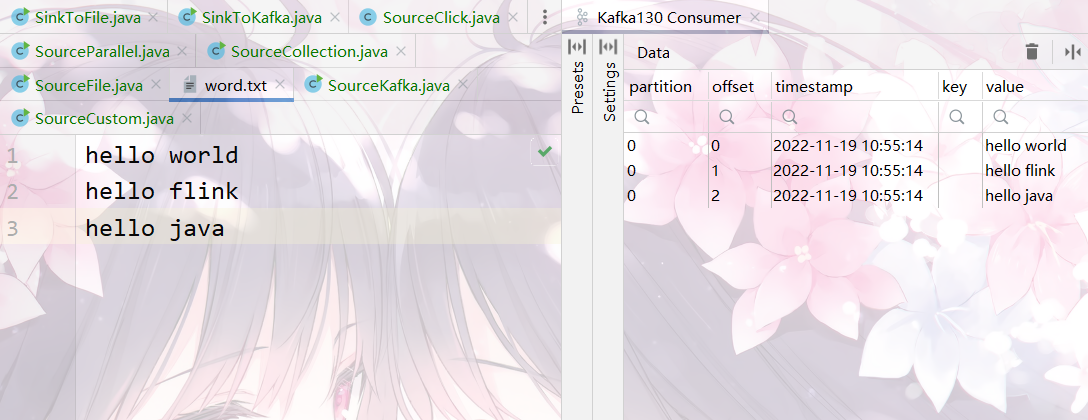 SinkToFile.java SinkToKafka.java SourceClick.java
SourceParallel.java SourceCollection.java
SourceFile.java word.txt SourceKafka.java
SourceCustom.java
1 hello world
2 hello flink
3 hello java
Kafka130 Consumer
Presets
Settings
Data
partition offset timestamp key value
0 0 2022-11-19 10:55:14 hello world
0 1 2022-11-19 10:55:14 hello flink
0 2 2022-11-19 10:55:14 hello java